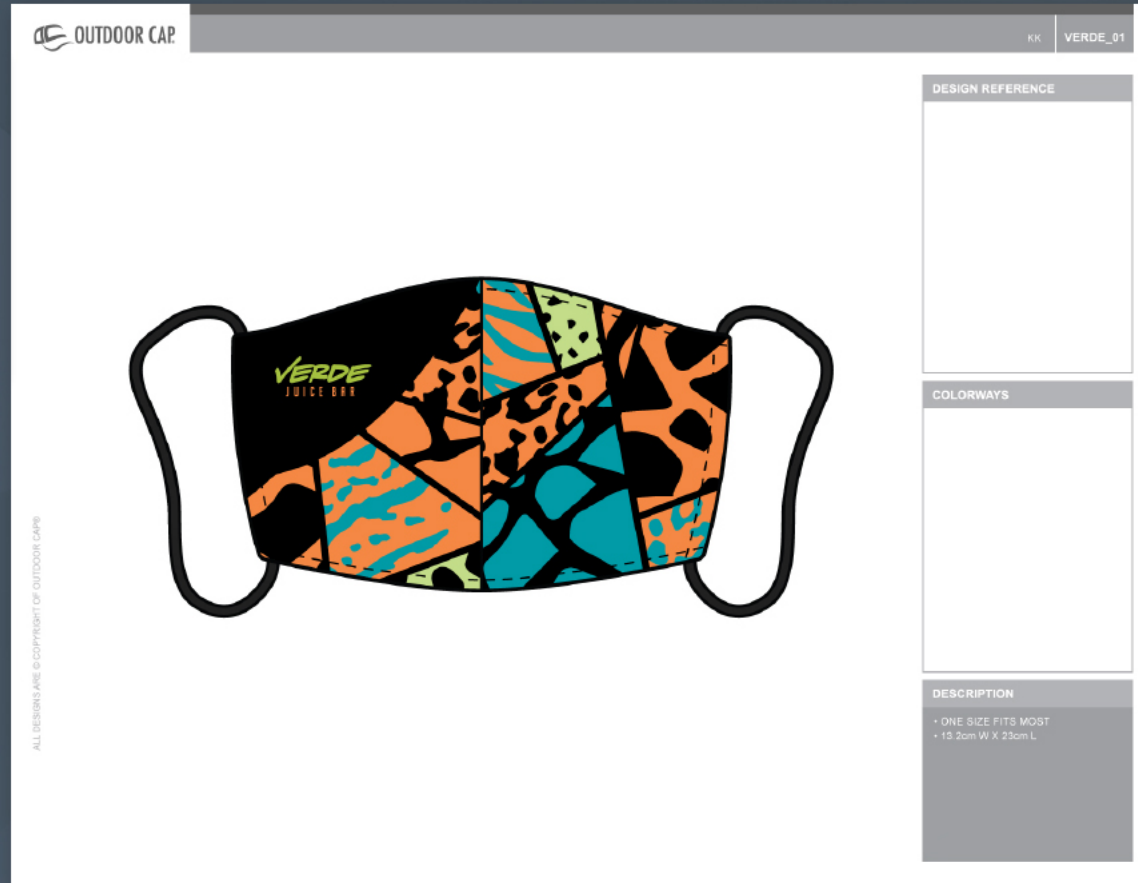 OUTDOOR CAP
KK
VERDE_01
DESIGN REFERENCE
VERDE
JUICE BAR
COLORWAYS
DESCRIPTION
• ONE SIZE FITS MOST
• 13.2cm W X 23cm L
ALL DESIGNS ARE © COPYRIGHT OF OUTDOOR CAP®